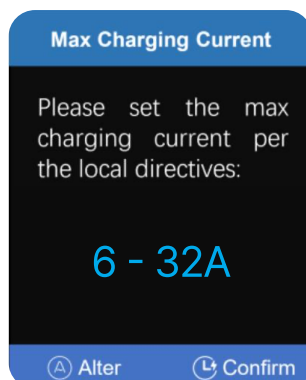 Max Charging Current
Please set the max
charging current per
the local directives:
6 - 32A
A Alter
Confirm